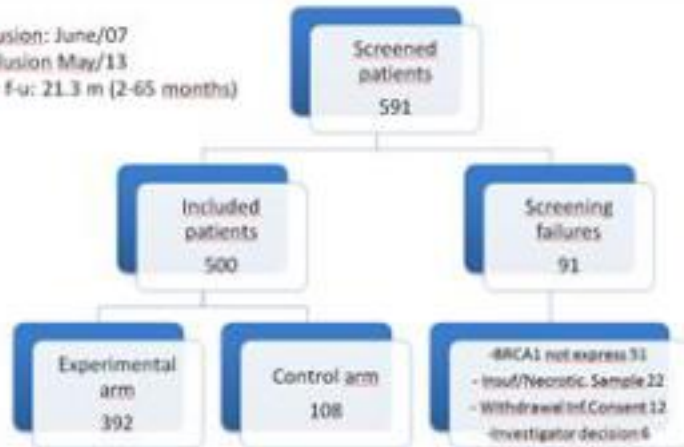 usion: June/07
lusion May/13
f-u: 21.3 m (2-65 months)
Screened
patients
591
Included
patients
500
Screening
failures
91
Experimental
arm
392
Control arm
108
-BRCA1 not express 51
- Insuf/Necrotic. Sample 22
- Withdrawal Inf.Consent 12
-Investigator decision 6